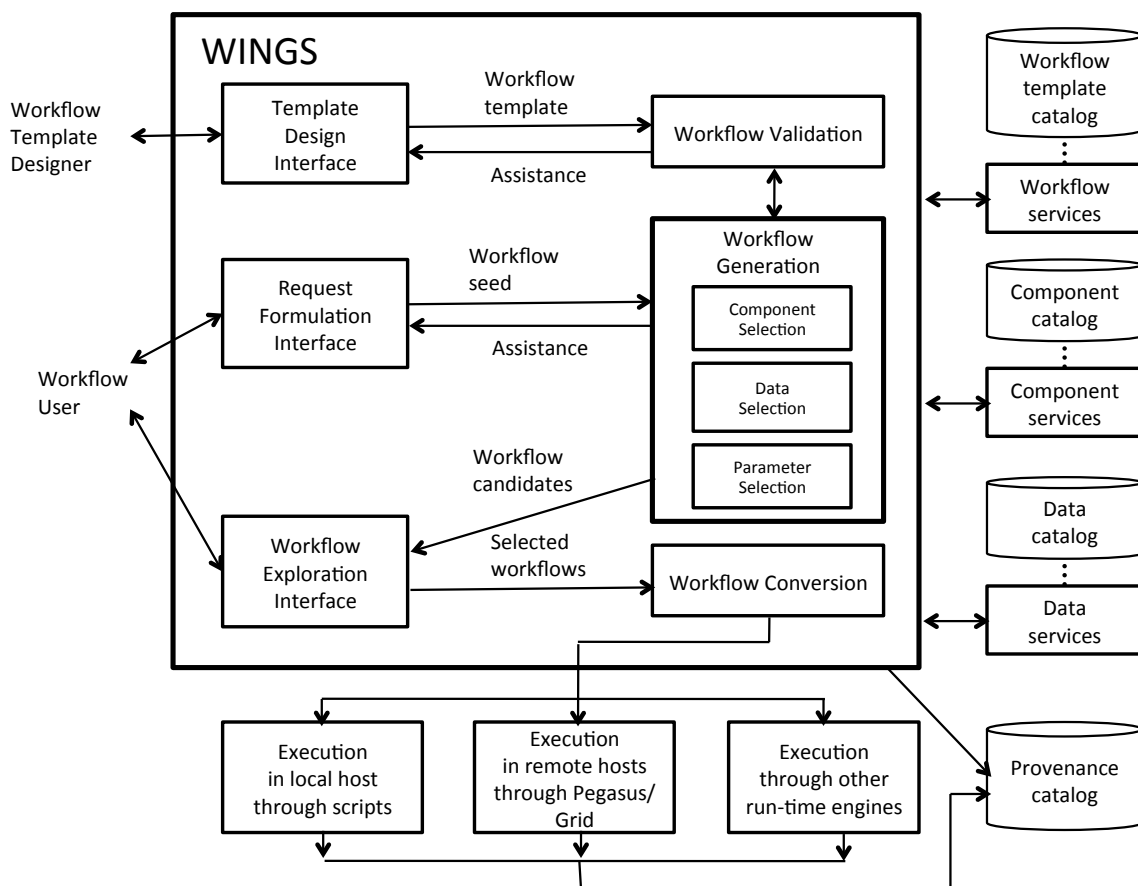 WINGS
Workflow
Template
Designer
Template
Design
Interface
Workflow
template
Assistance
Workflow Validation
Workflow
template
catalog
Workflow
services
Workflow
User
Request
Formulation
Interface
Workflow
seed
Assistance
Workflow
Generation
Component
Selection
Data
Selection
Parameter
Selection
Component
catalog
Component
services
Workflow
candidates
Workflow
Exploration
Interface
Selected
workflows
Workflow Conversion
Data
catalog
Data
services
Execution
in local host
through scripts
Execution
in remote hosts
through Pegasus/
Grid
Execution
through other
run-time engines
Provenance
catalog